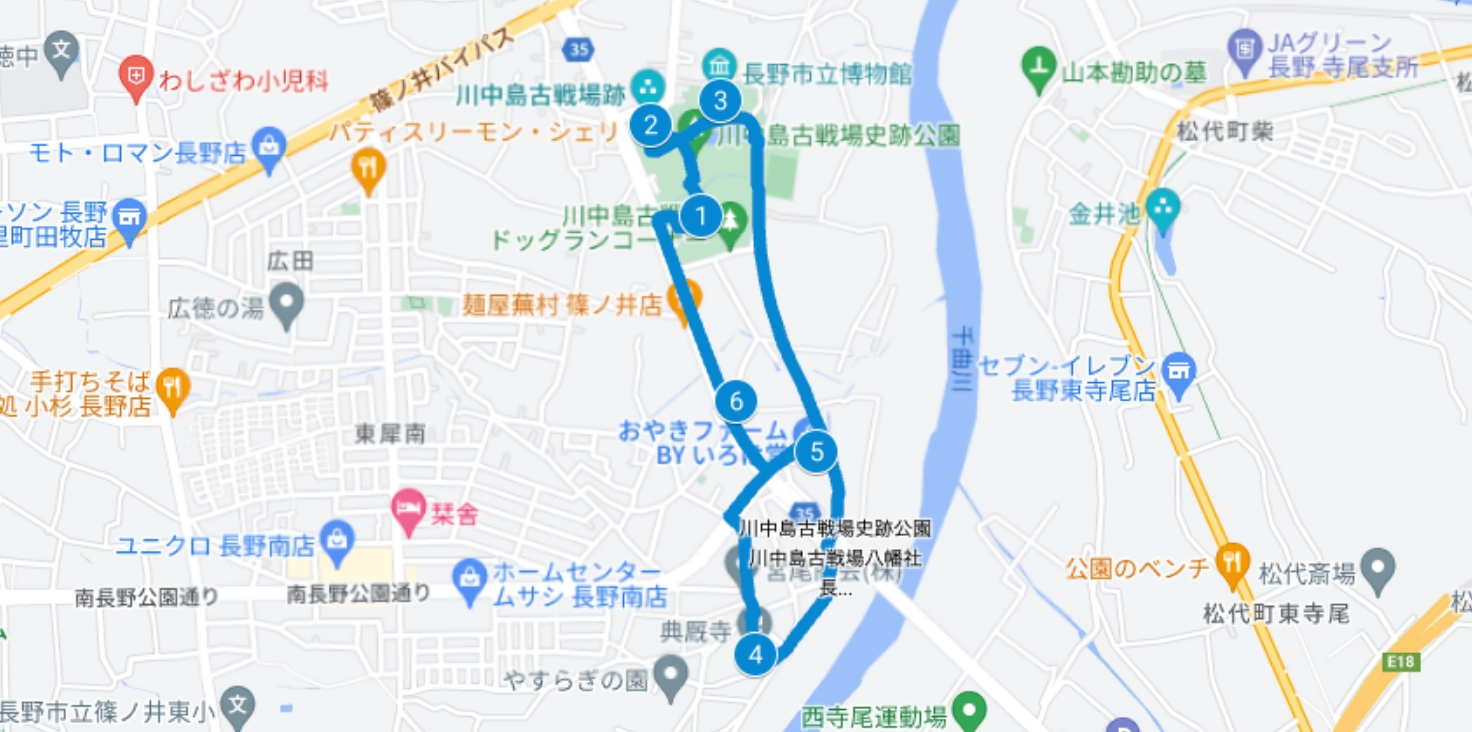 徳中
わしざわ小児科
篠ノ井バイパス
35
川中島古戦場跡
長野市立博物館
山本勘助の墓
JAグリーン
長野 寺尾支所
松
モト・ロマン長野店
パティスリーモン・シェリ
2
3
川中島古戦場史跡公園
松代町柴
ーソン 長野
里町田牧店
広田
川中島古戦
ドッグランコーナー
1
金井池
広徳の湯
麺屋蕪村 篠ノ井店
千曲川
セブン-イレブン
長野東寺尾店
手打ちそば
処 小杉 長野店
東犀南
6
おやきファーム
BY いろは堂
5
栞舎
35
川中島古戦場史跡公園
川中島古戦場八幡社
長...
宮尾商会(株)
ユニクロ 長野南店
ホームセンター
ムサシ 長野南店
南長野公園通り
南長野公園通り
公園のベンチ
松代斎場
松代町東寺尾
松
典厩寺
4
やすらぎの園
E18
長野市立篠ノ井東小
西寺尾運動場